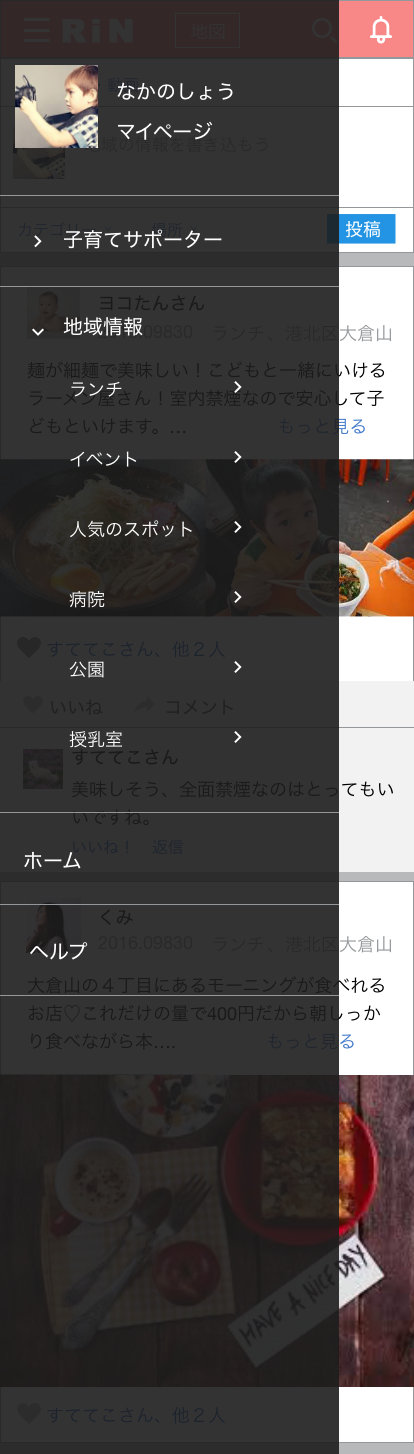 RiN
地図
なかのしょう
マイページ
域の情報を書き込もう
カテゴ
投稿
子育てサポーター
ヨコたんさん
地域情報
09830 ランチ、港北区大倉山
麺が細麺で美味しい！こどもと一緒にいける
ラーメン屋さん！室内禁煙なので安心して子
どもといけます。… もっと見る
ランチ
イベント
人気のスポット
病院
すててこさん、他２人
公園
いいね コメント
授乳室
すててこさん
美味しそう、全面禁煙なのはとってもい
いですね。
いいね！ 返信
ホーム
くみ
2016.09830 ランチ、港北区大倉山
ヘルプ
大倉山の４丁目にあるモーニングが食べれる
お店♡これだけの量で400円だから朝しっか
り食べながら本…. もっと見る
HAVE A NICE DAY
すててこさん、他２人